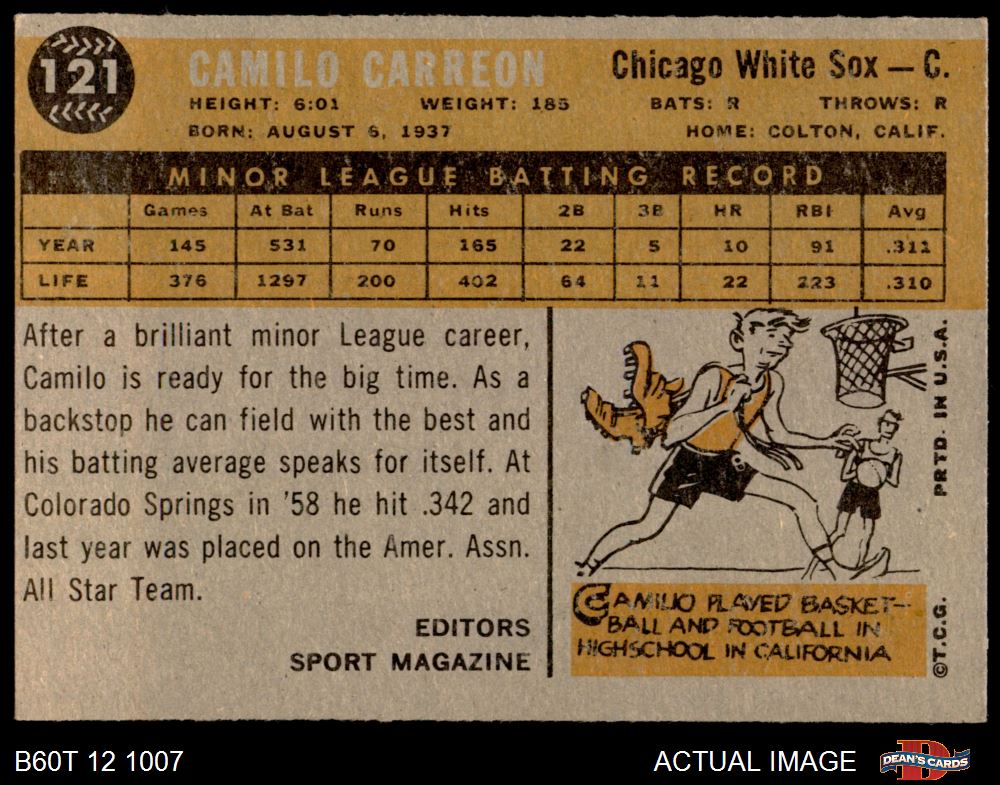 121
CAMILO CARREON
Chicago White Sox — C.
HEIGHT: 6:01 WEIGHT: 185 BATS: R THROWS: R
BORN: AUGUST 6, 1937 HOME: COLTON, CALIF.
MINOR LEAGUE BATTING RECORD
Games At Bat Runs Hits 2B 3B HR RBI Avg
YEAR 145 531 70 165 22 5 10 91 .311
LIFE 376 1297 200 402 64 11 22 223 .310
After a brilliant minor League career,
Camilo is ready for the big time. As a
backstop he can field with the best and
his batting average speaks for itself. At
Colorado Springs in '58 he hit .342 and
last year was placed on the Amer. Assn.
All Star Team.
EDITORS
SPORT MAGAZINE
CAMILIO PLAYED BASKET-
BALL AND FOOTBALL IN
HIGHSCHOOL IN CALIFORNIA
©T.C.G. PRTD. IN U.S.A.
B60T 12 1007
ACTUAL IMAGE
D
DEAN'S CARDS